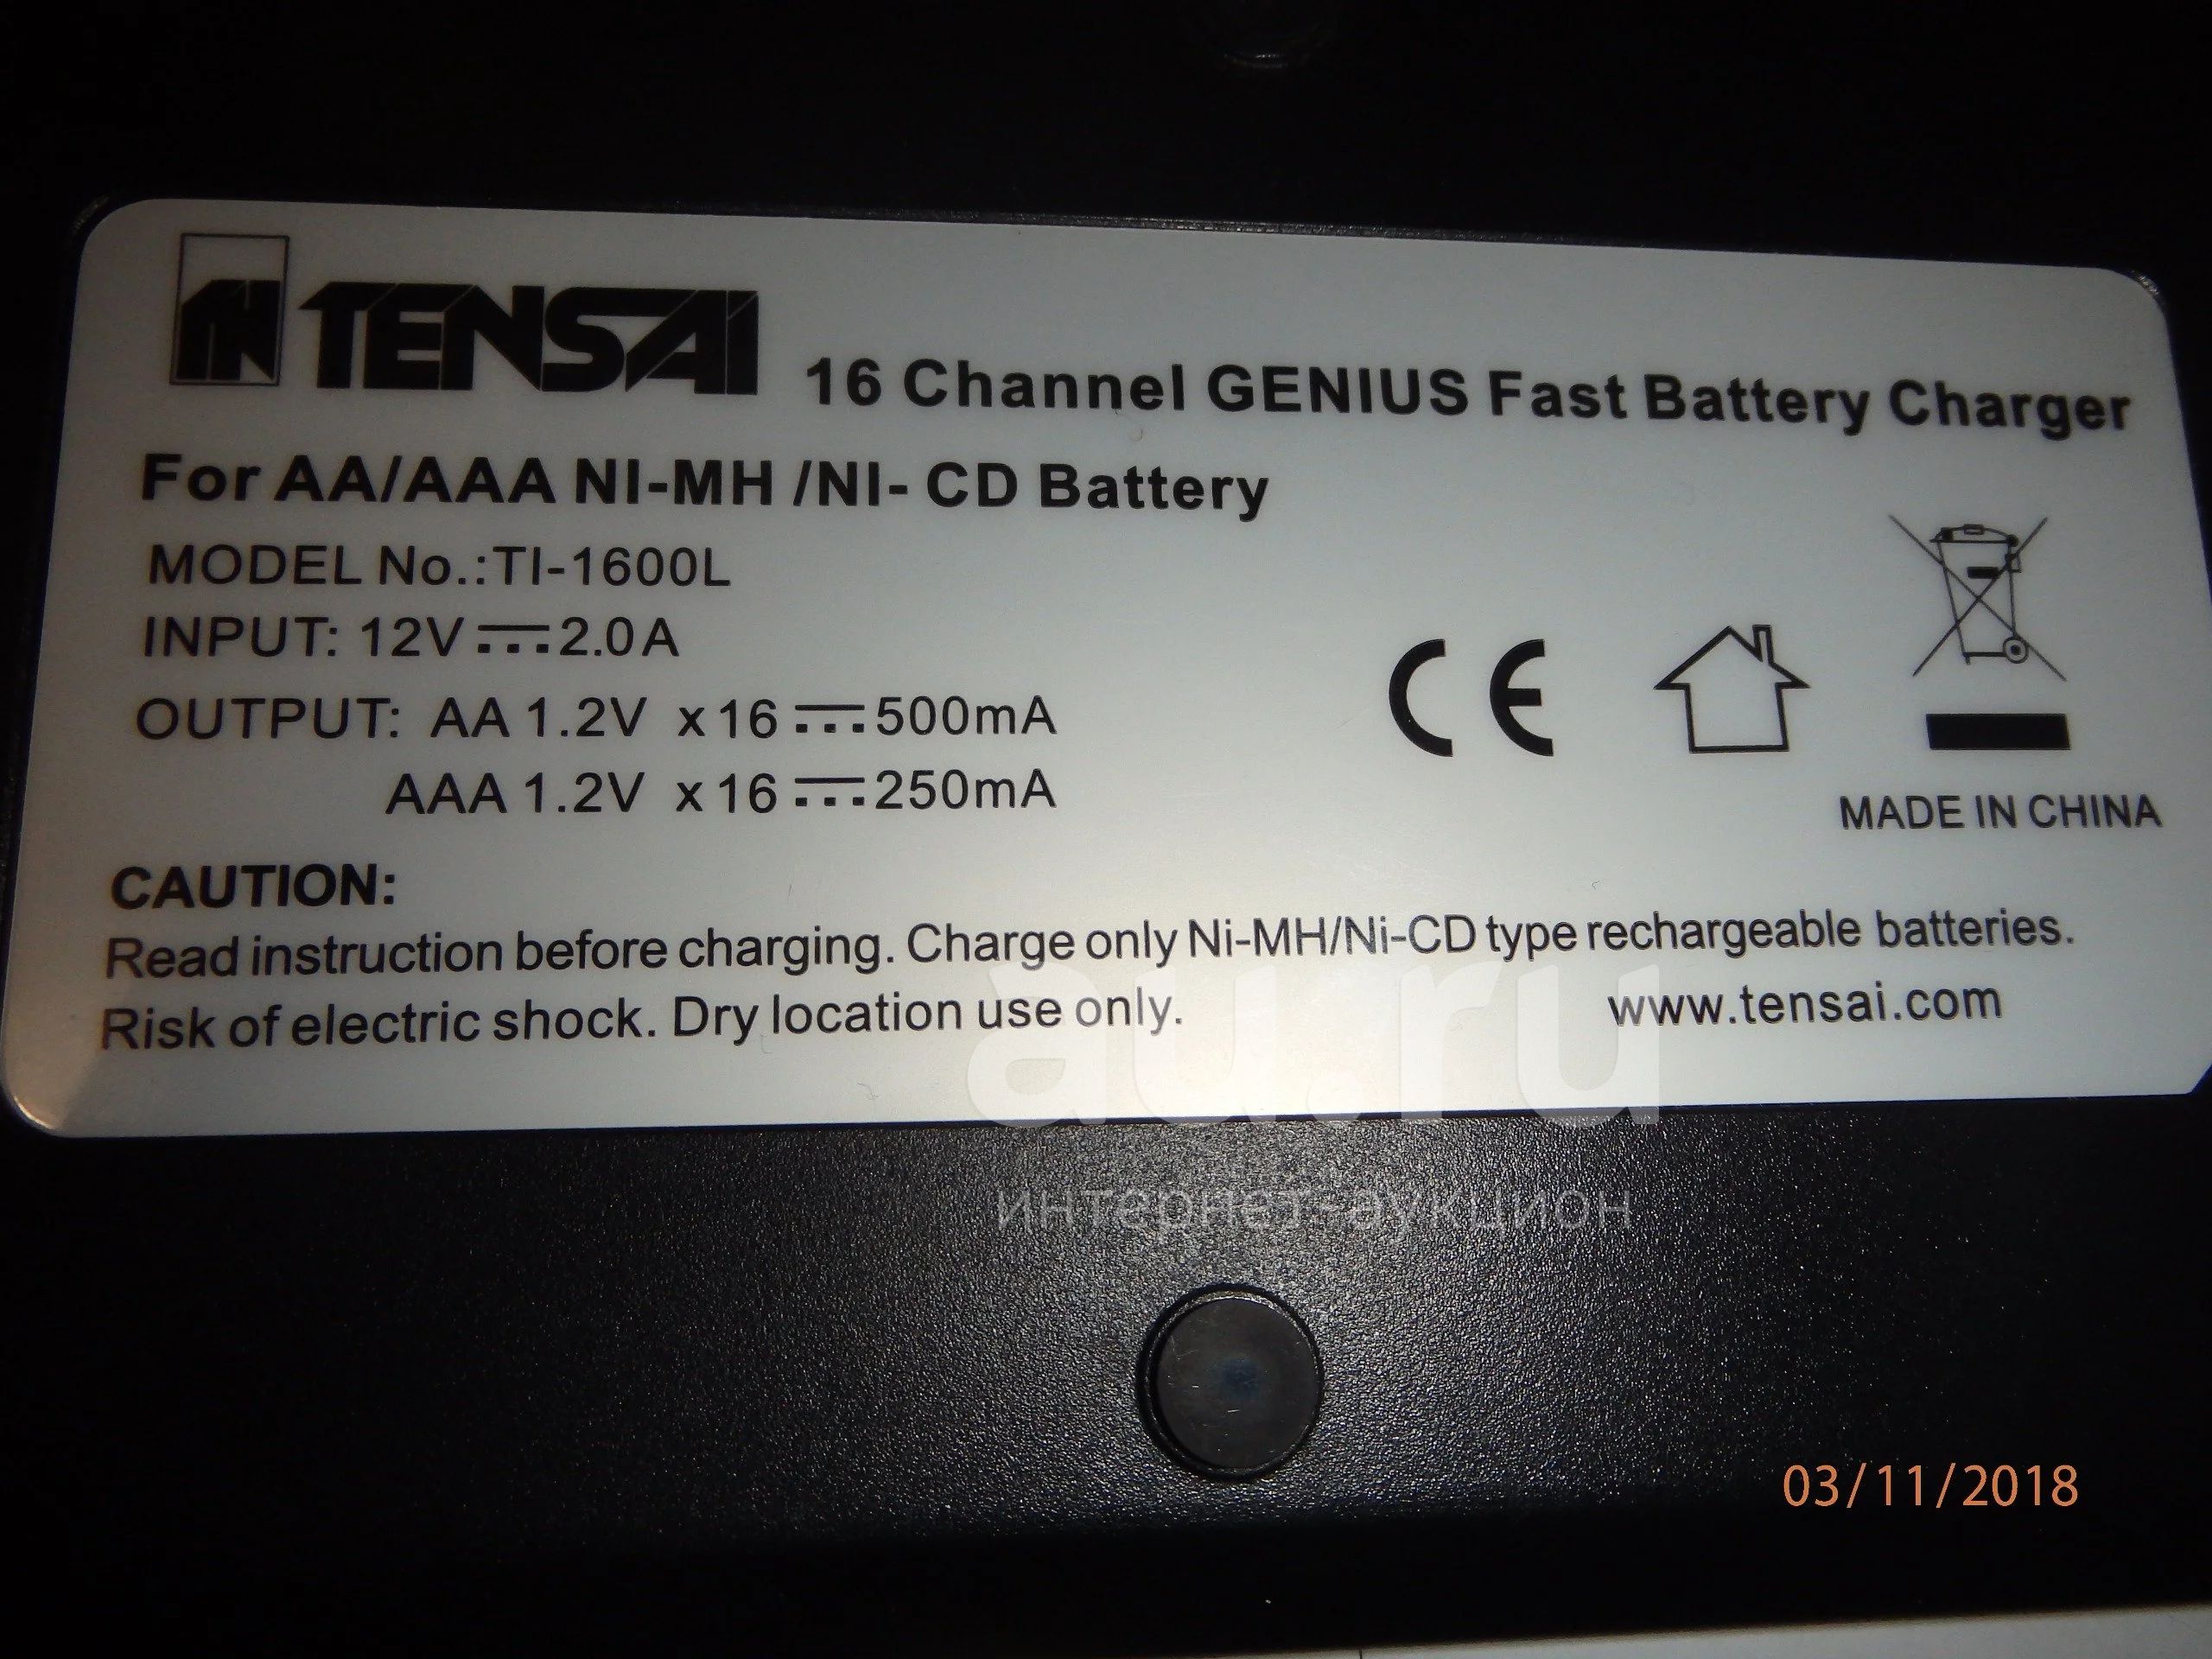 TENSAI 16 Channel GENIUS Fast Battery Charger
For AA/AAA NI-MH /NI- CD Battery
MODEL No.:TI-1600L
INPUT: 12V⎓2.0A
OUTPUT: AA 1.2V x16⎓500mA
AAA 1.2V x16⎓250mA
CE
MADE IN CHINA
CAUTION:
Read instruction before charging. Charge only Ni-MH/Ni-CD type rechargeable batteries.
Risk of electric shock. Dry location use only. www.tensai.com
au.ru
интернет-аукцион
03/11/2018